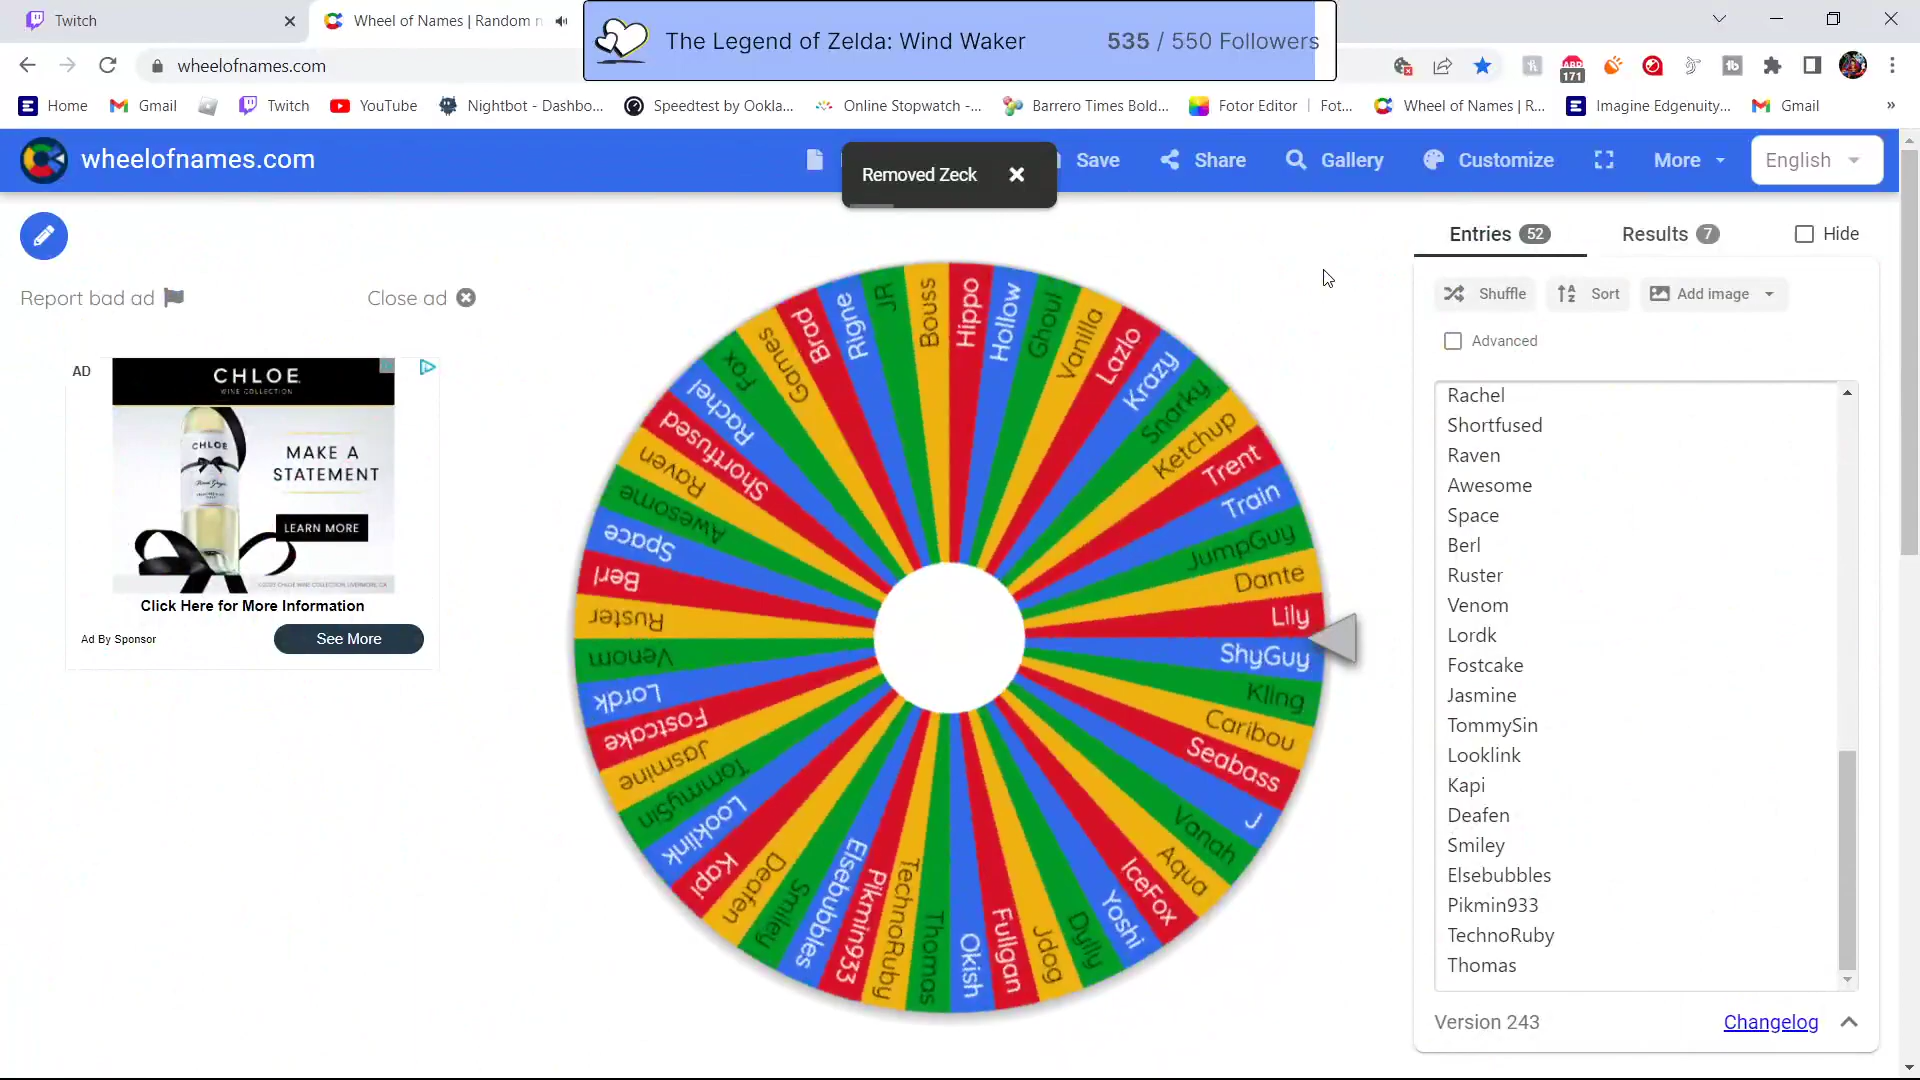 Twitch
Wheel of Names | Random n
The Legend of Zelda: Wind Waker 535 / 550 Followers
wheelofnames.com
171
Home Gmail Twitch YouTube Nightbot - Dashbo... Speedtest by Ookla... Online Stopwatch -... Barrero Times Bold... Fotor Editor | Fot... Wheel of Names | R... Imagine Edgenuity... Gmail »
wheelofnames.com
Removed Zeck
Save Share Gallery Customize More English
Entries 52 Results 7 Hide
Report bad ad Close ad
Shuffle Sort Add image
Advanced
AD
CHLOE
WINE COLLECTION
CHLOE
MAKE A
STATEMENT
LEARN MORE
Click Here for More Information
Ad By Sponsor See More
Hippo
Hollow
Ghoul
Vanilla
Lazlo
Krazy
Snarky
Ketchup
Trent
Train
JumpGuy
Dante
Lily
ShyGuy
Kling
Caribou
Seabass
J
Vanah
Aqua
IceFox
Yoshi
Dylly
Jdog
Fullgan
Okish
Thomas
TechnoRuby
Pikmin933
Elsebubbles
Smiley
Deafen
Kapi
Looklink
TommySin
Jasmine
Fostcake
Lordk
Venom
Ruster
Berl
Space
Awesome
Raven
Shortfused
Rachel
Fox
Games
Brad
Rigne
JR
Bouss
Rachel
Shortfused
Raven
Awesome
Space
Berl
Ruster
Venom
Lordk
Fostcake
Jasmine
TommySin
Looklink
Kapi
Deafen
Smiley
Elsebubbles
Pikmin933
TechnoRuby
Thomas
Version 243 Changelog